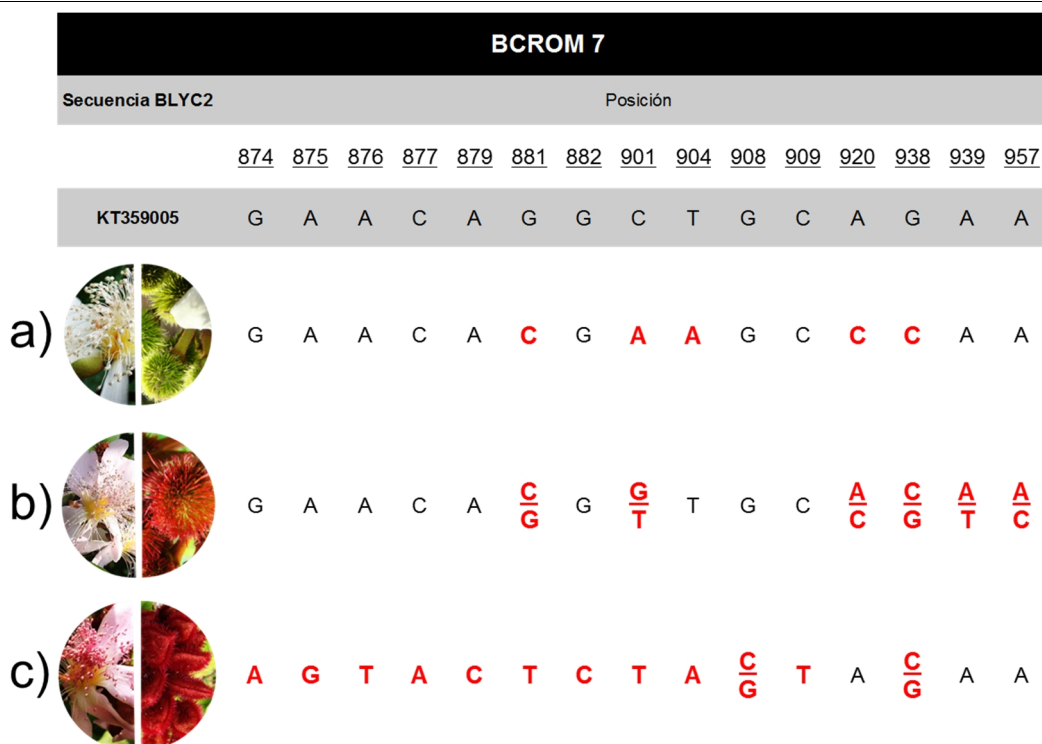 BCROM 7
Secuencia BLYC2 Posición
874 875 876 877 879 881 882 901 904 908 909 920 938 939 957
KT359005 G A A C A G G C T G C A G A A
a) G A A C A C G A A G C C C A A
b) G A A C A C/G G G/T T G C A/C C/G A/T A/C
c) A G T A C T C T A C/G T A C/G A A